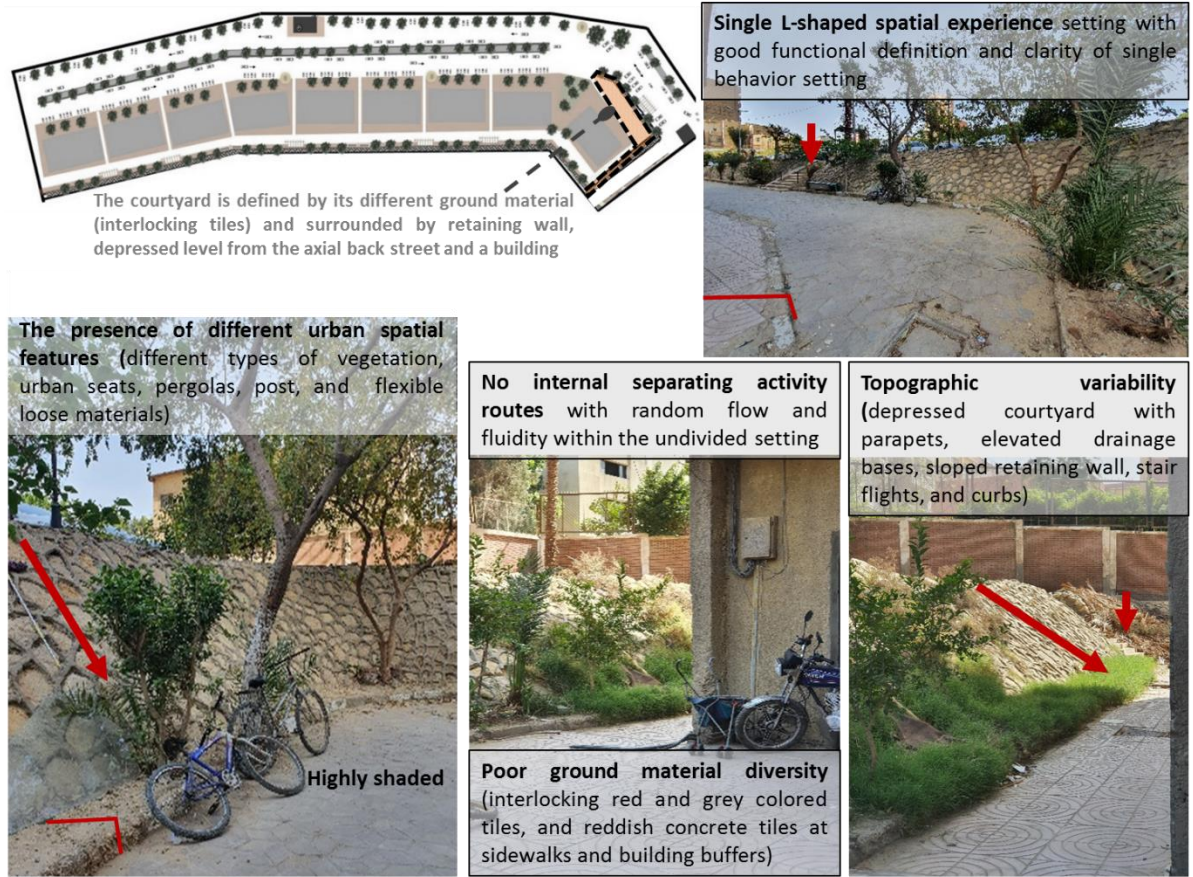 Single L-shaped spatial experience setting with
good functional definition and clarity of single
behavior setting
The courtyard is defined by its different ground material
(interlocking tiles) and surrounded by retaining wall,
depressed level from the axial back street and a building
The presence of different urban spatial
features (different types of vegetation,
urban seats, pergolas, post, and flexible
loose materials)
Highly shaded
No internal separating activity
routes with random flow and
fluidity within the undivided setting
Poor ground material diversity
(interlocking red and grey colored
tiles, and reddish concrete tiles at
sidewalks and building buffers)
Topographic variability
(depressed courtyard with
parapets, elevated drainage
bases, sloped retaining wall, stair
flights, and curbs)